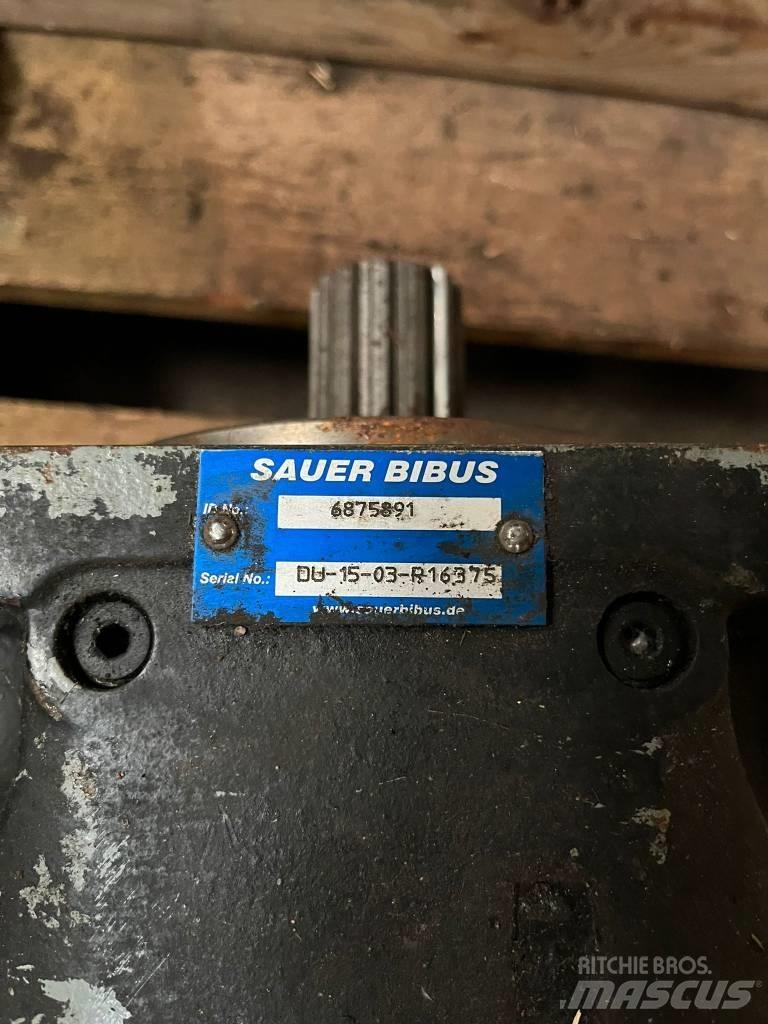 SAUER BIBUS
ID No.: 6875891
Serial No.: DU-15-03-R16375
www.sauerbibus.de
RITCHIE BROS.
MASCUS